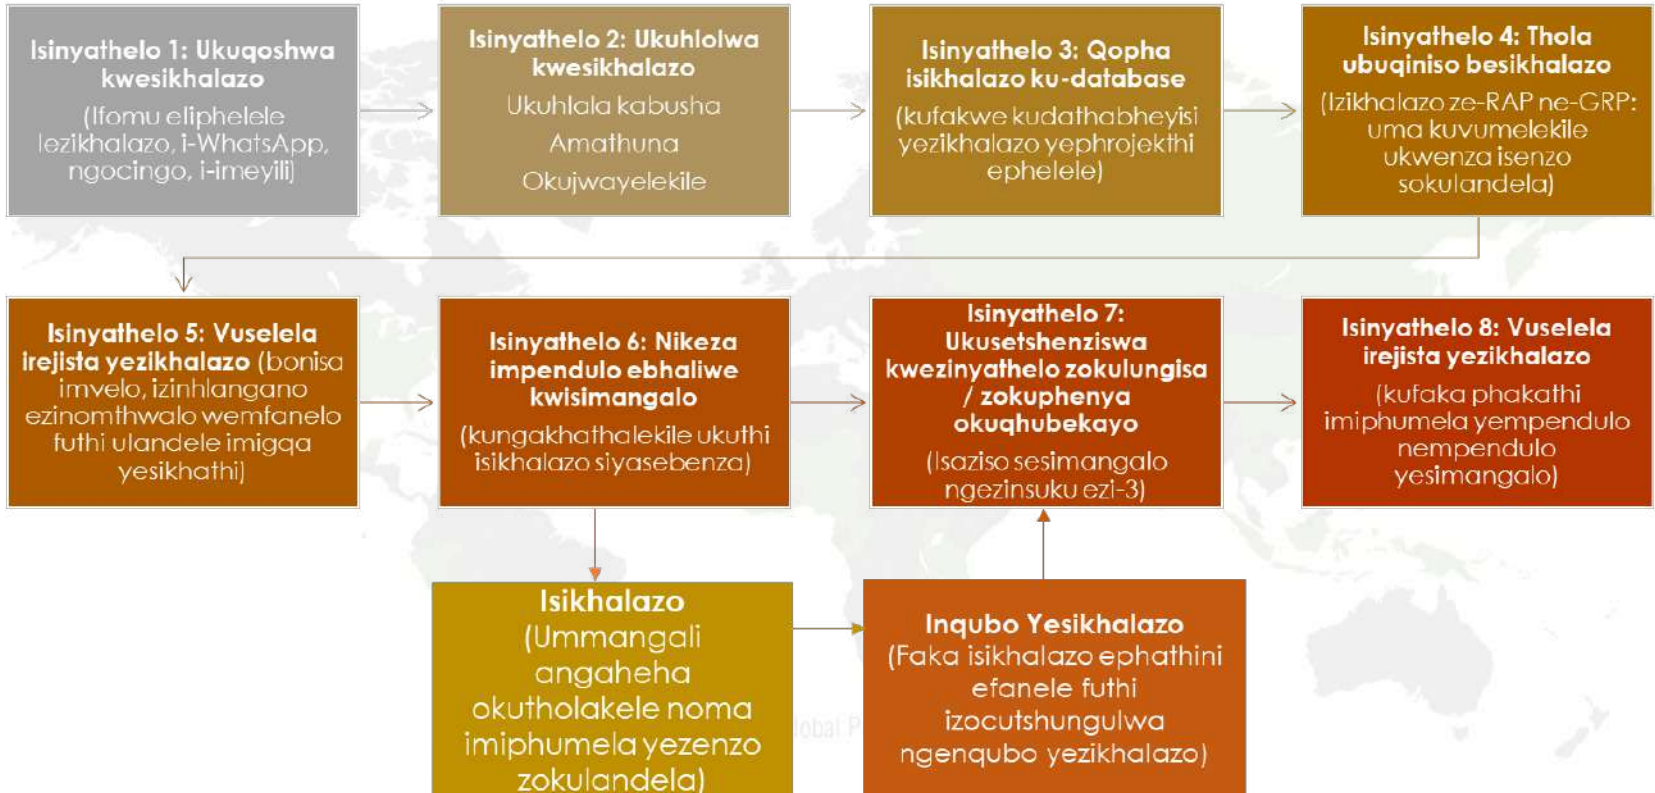 Isinyathelo 1: Ukuqoshwa
kwesikhalazo
(Ifomu eliphelele
lezikhalazo, i-WhatsApp,
ngocingo, i-imeyili)
Isinyathelo 2: Ukuhlolwa
kwesikhalazo
Ukuhlala kabusha
Amathuna
Okujwayelekile
Isinyathelo 3: Qopha
isikhalazo ku-database
(kufakwe kudathabheyisi
yezikhalazo yephrojekthi
ephelele)
Isinyathelo 4: Thola
ubuqiniso besikhalazo
(Izikhalazo ze-RAP ne-GRP:
uma kuvumelekile
ukwenza isenzo
sokulandela)
Isinyathelo 5: Vuselela
irejista yezikhalazo (bonisa
imvelo, izinhlangano
ezinomthwalo wemfanelo
futhi ulandele imigqa
yesikhathi)
Isinyathelo 6: Nikeza
impendulo ebhaliwe
kwisimangalo
(kungakhathalekile ukuthi
isikhalazo siyasebenza)
Isinyathelo 7:
Ukusetshenziswa
kwezinyathelo zokulungisa
/ zokuphenya
okuqhubekayo
(Isaziso sesimangalo
ngezinsuku ezi-3)
Isinyathelo 8: Vuselela
irejista yezikhalazo
(kufaka phakathi
imiphumela yempendulo
nempendulo
yesimangalo)
Isikhalazo
(Ummangali
angaheha
okutholakele noma
imiphumela yezenzo
zokulandela)
Inqubo Yesikhalazo
(Faka isikhalazo ephathini
efanele futhi
izocutshungulwa
ngenqubo yezikhalazo)